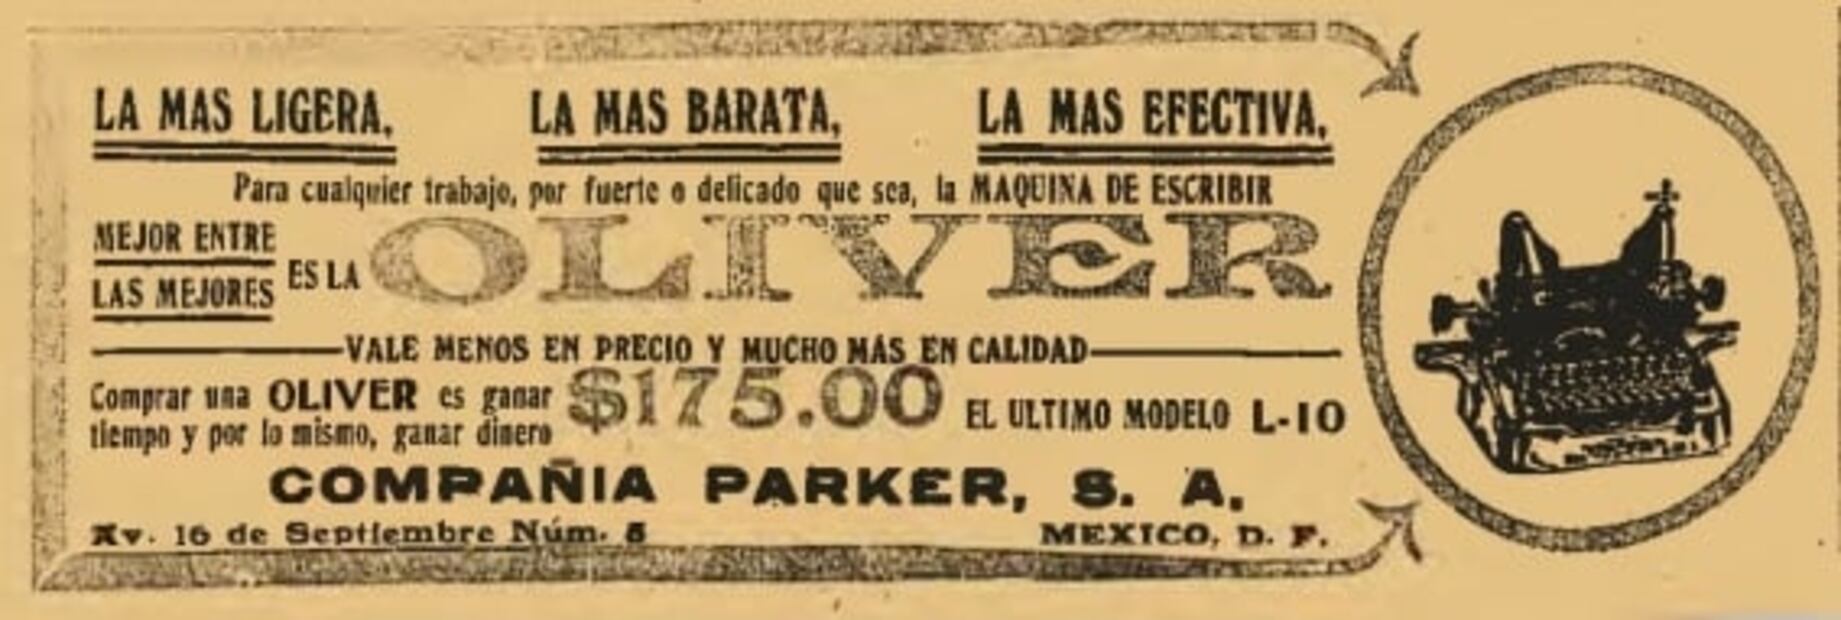 LA MAS LIGERA, LA MAS BARATA, LA MAS EFECTIVA,
Para cualquier trabajo, por fuerte o delicado que sea, la MAQUINA DE ESCRIBIR
MEJOR ENTRE
LAS MEJORES
ES LA OLIVER
VALE MENOS EN PRECIO Y MUCHO MÁS EN CALIDAD
Comprar una OLIVER es ganar
tiempo y por lo mismo, ganar dinero
$175.00 EL ULTIMO MODELO L-10
COMPAÑIA PARKER, S. A.
Av. 16 de Septiembre Núm. 5 MEXICO, D. F.